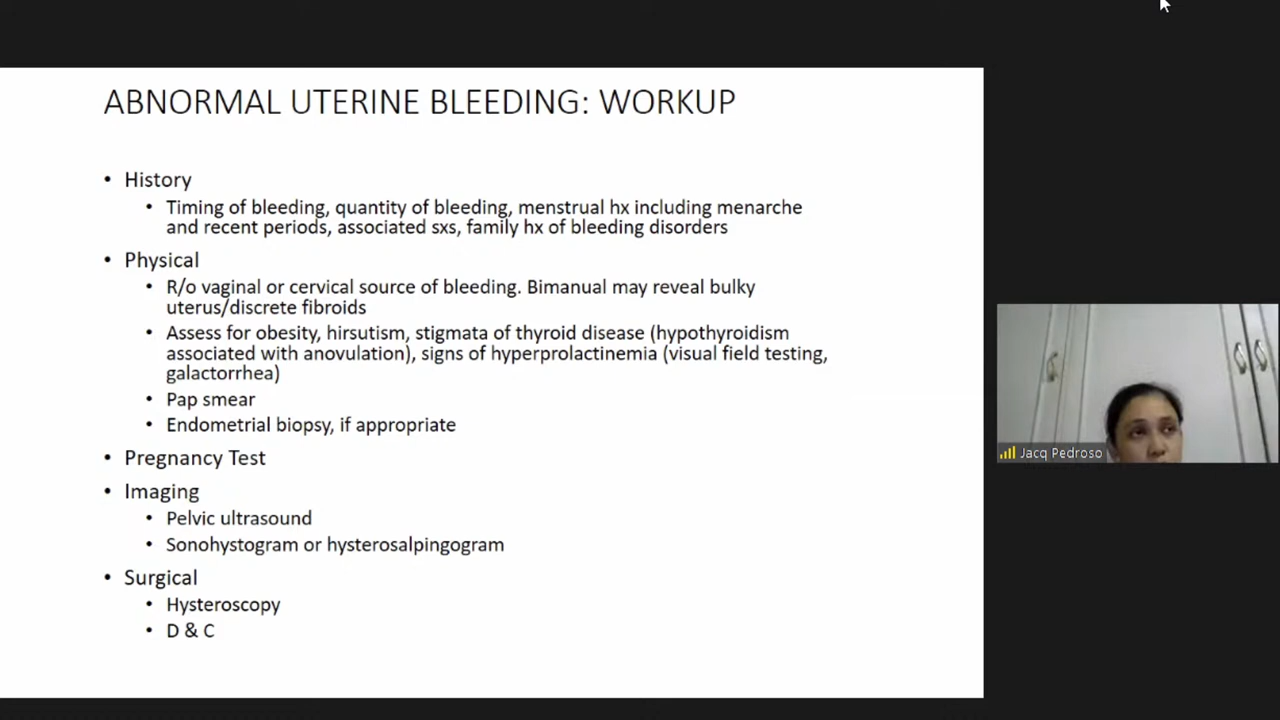 ABNORMAL UTERINE BLEEDING: WORKUP
• History
• Timing of bleeding, quantity of bleeding, menstrual hx including menarche
and recent periods, associated sxs, family hx of bleeding disorders
• Physical
• R/o vaginal or cervical source of bleeding. Bimanual may reveal bulky
uterus/discrete fibroids
• Assess for obesity, hirsutism, stigmata of thyroid disease (hypothyroidism
associated with anovulation), signs of hyperprolactinemia (visual field testing,
galactorrhea)
• Pap smear
• Endometrial biopsy, if appropriate
• Pregnancy Test
• Imaging
• Pelvic ultrasound
• Sonohystogram or hysterosalpingogram
• Surgical
• Hysteroscopy
• D & C
Jacq Pedroso